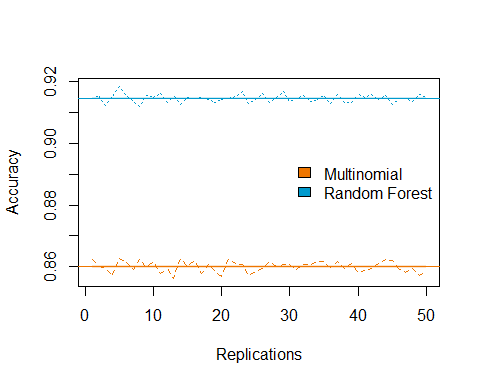 0.92
0.90
0.88
0.86
Accuracy
Multinomial
Random Forest
0 10 20 30 40 50
Replications